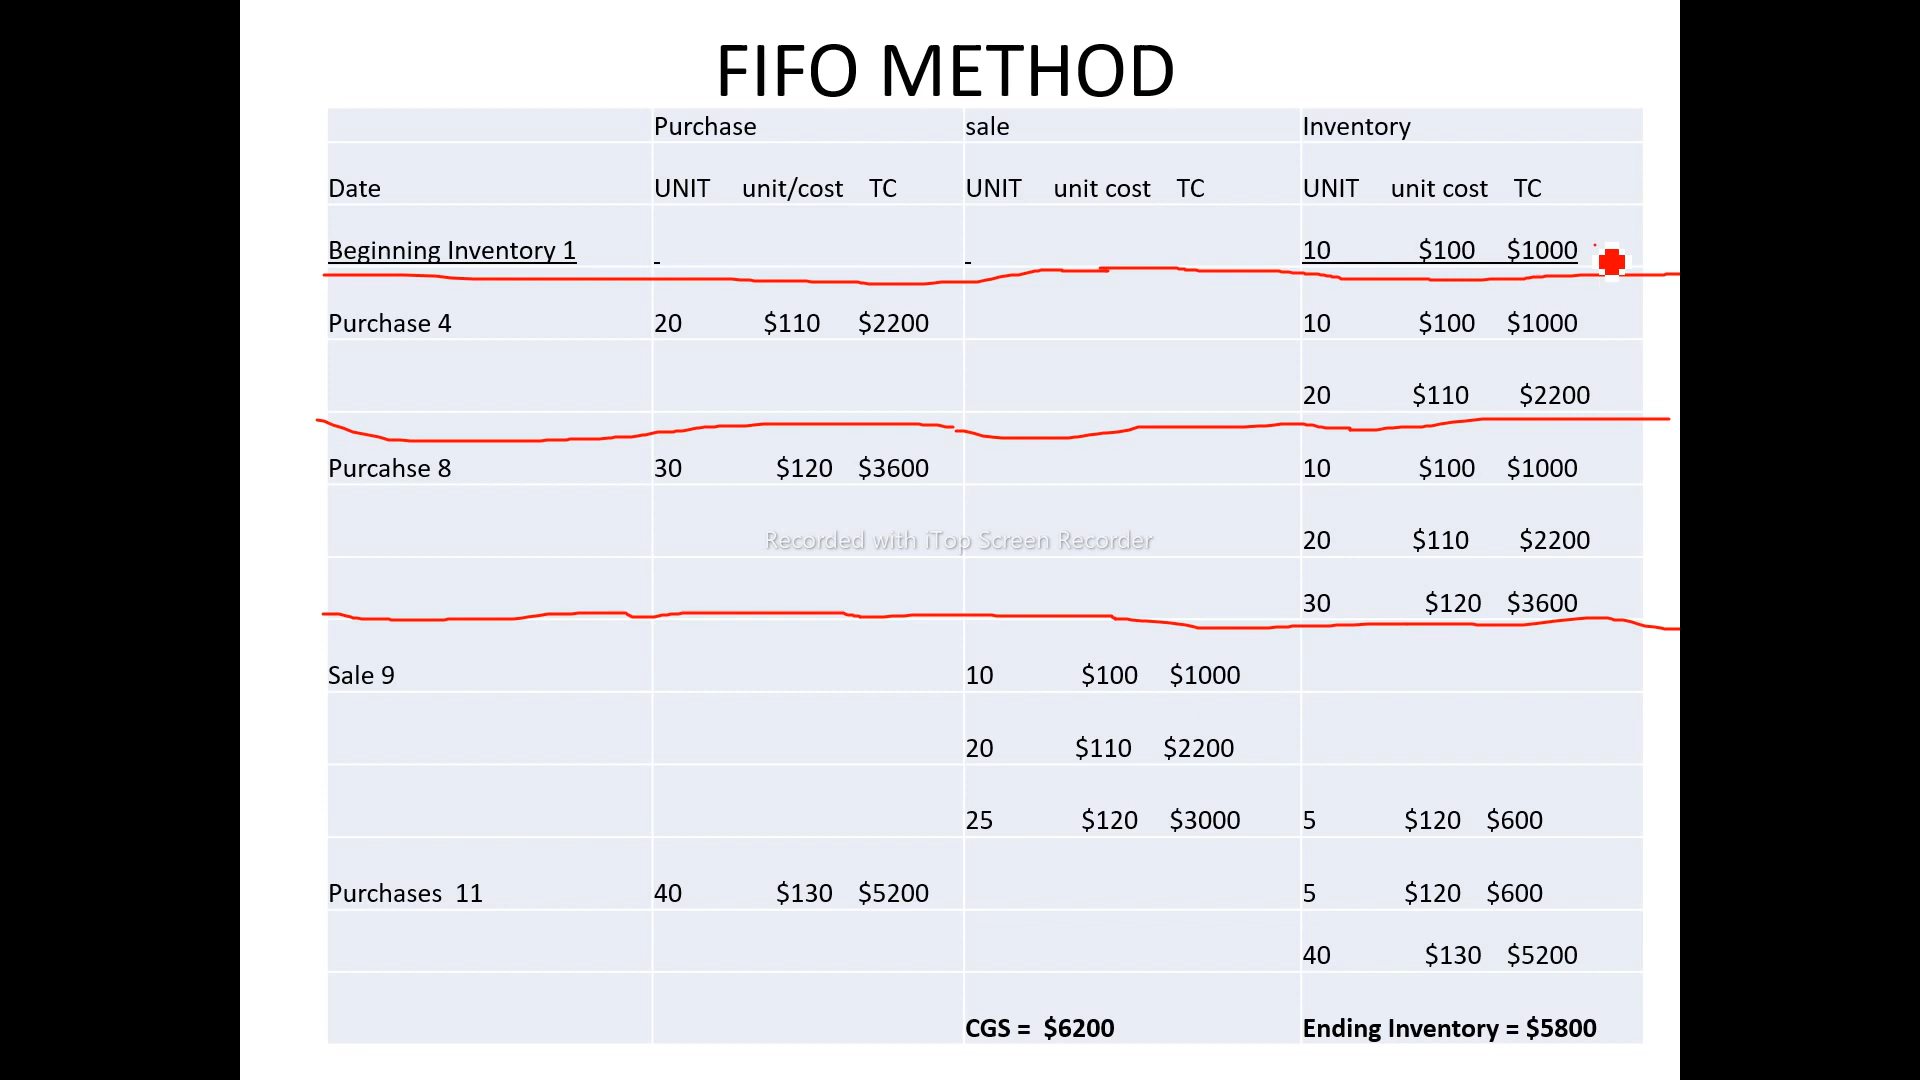 FIFO METHOD
Purchase sale Inventory
Date UNIT unit/cost TC UNIT unit cost TC UNIT unit cost TC
Beginning Inventory 1 - - 10 $100 $1000
Purchase 4 20 $110 $2200 10 $100 $1000
20 $110 $2200
Purcahse 8 30 $120 $3600 10 $100 $1000
Recorded with iTop Screen Recorder 20 $110 $2200
30 $120 $3600
Sale 9 10 $100 $1000
20 $110 $2200
25 $120 $3000 5 $120 $600
Purchases 11 40 $130 $5200 5 $120 $600
40 $130 $5200
CGS = $6200 Ending Inventory = $5800